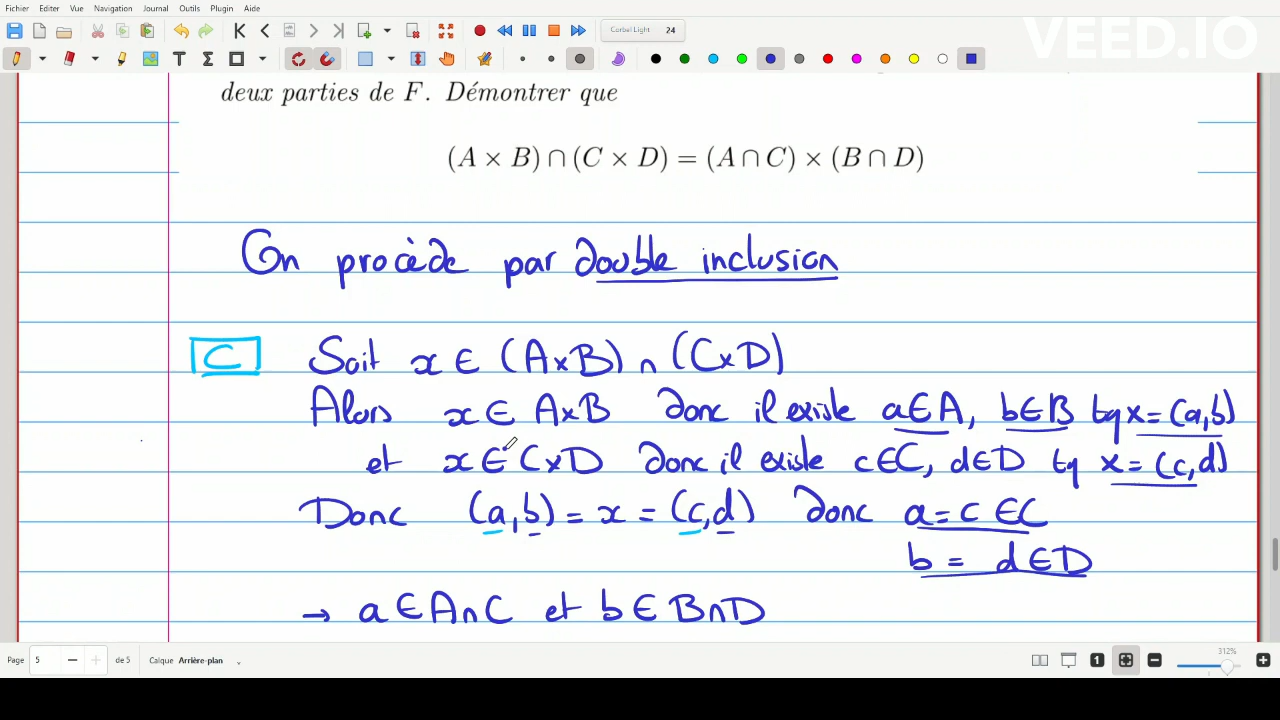 Fichier Editer Vue Navigation Journal Outils Plugin Aide
VEED.IO
Corbel Light 24
deux parties de F. Démontrer que
(A × B) ∩ (C × D) = (A ∩ C) × (B ∩ D)
On procède par double inclusion
⊂ Soit x ∈ (A×B) ∩ (C×D)
Alors x ∈ A×B donc il existe a∈A, b∈B tq x = (a,b)
et x ∈ C×D donc il existe c∈C, d∈D tq x = (c,d)
Donc (a,b) = x = (c,d) donc a = c ∈ C
b = d ∈ D
→ a ∈ A∩C et b ∈ B∩D
Page 5 de 5 Calque Arrière-plan 1 312%